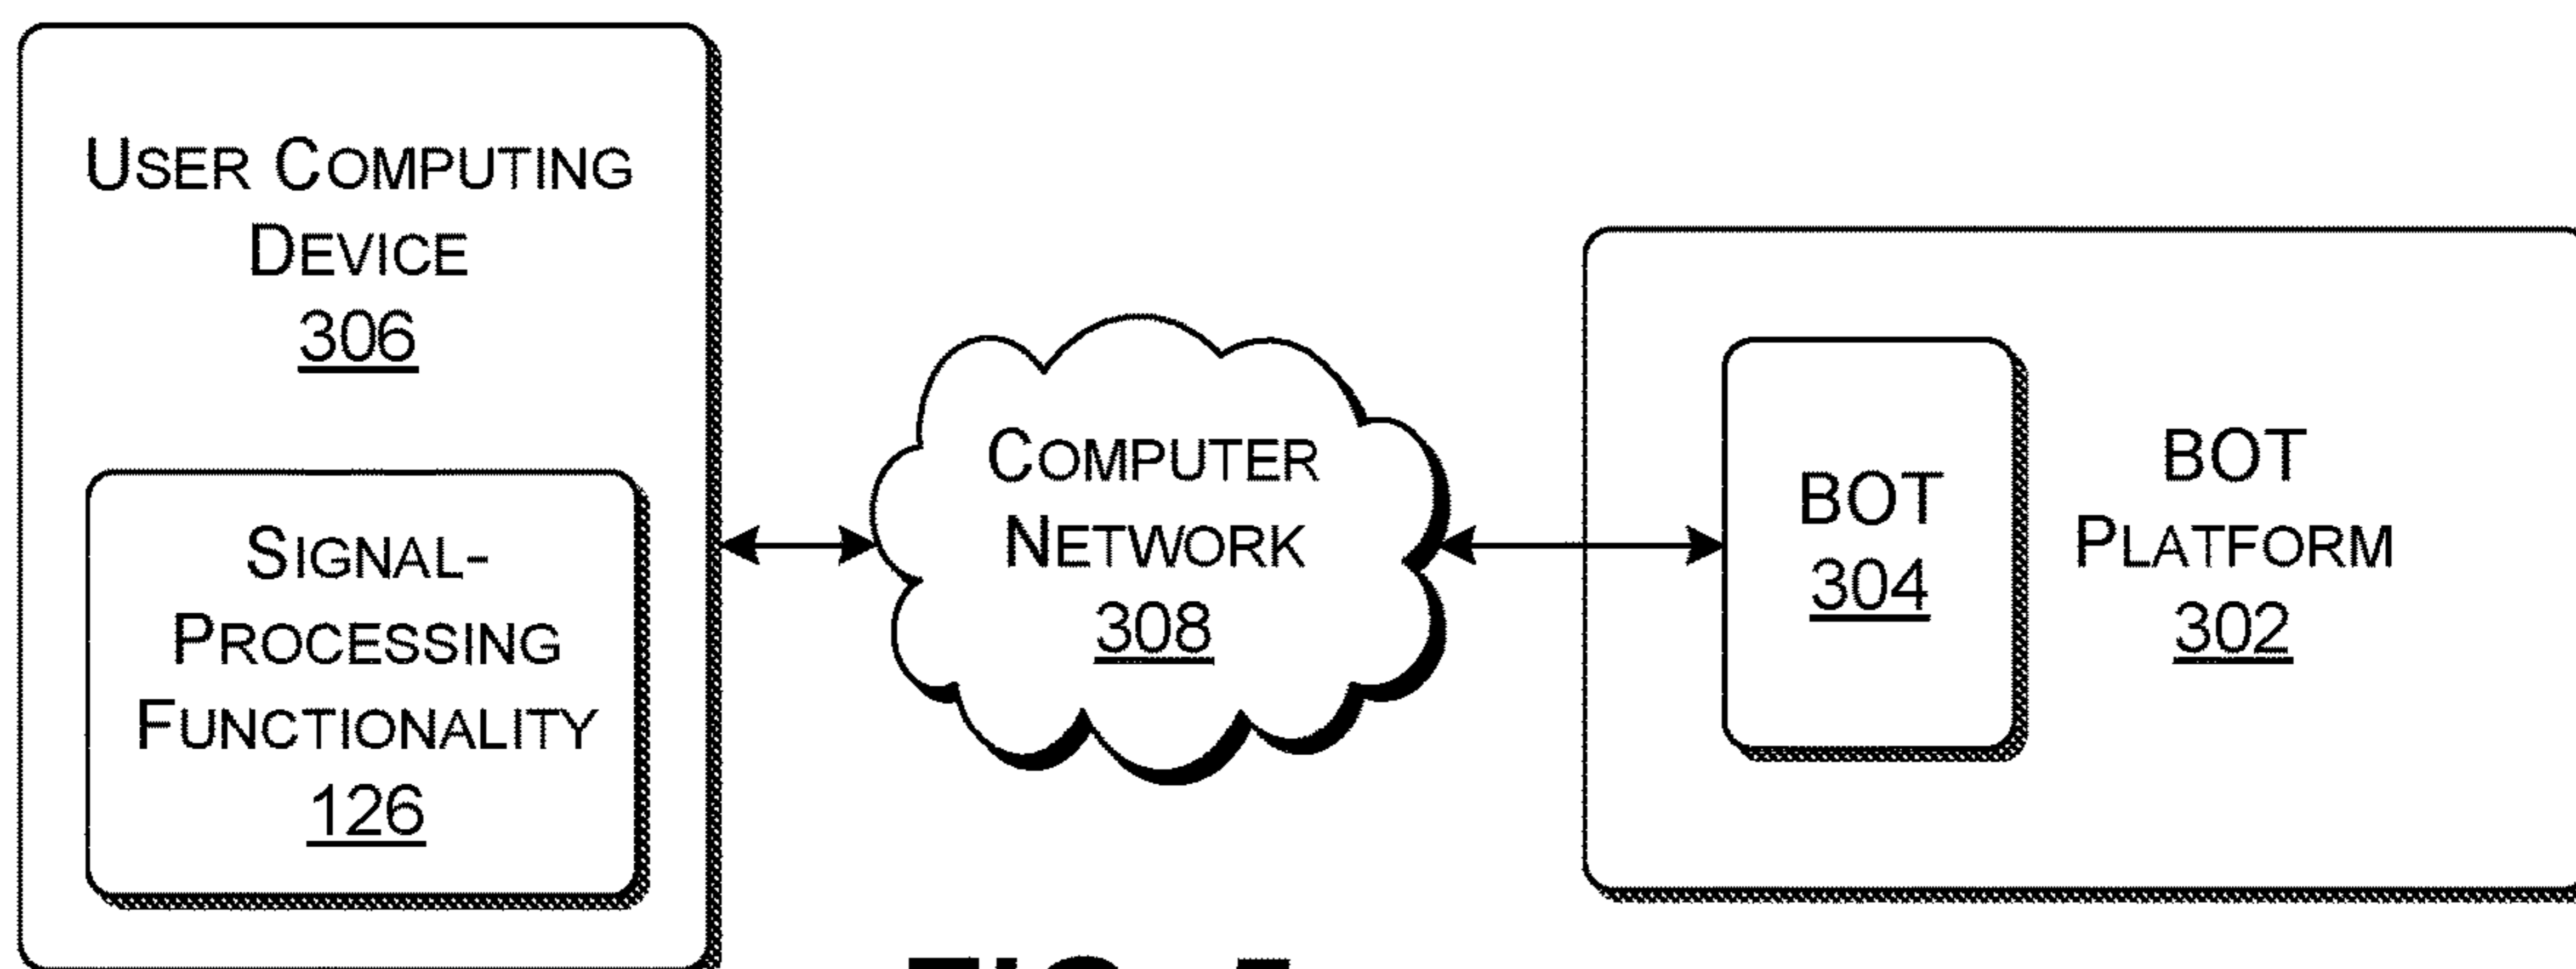 USER COMPUTING
DEVICE
306
SIGNAL-
PROCESSING
FUNCTIONALITY
126
COMPUTER
NETWORK
308
BOT
304
BOT
PLATFORM
302